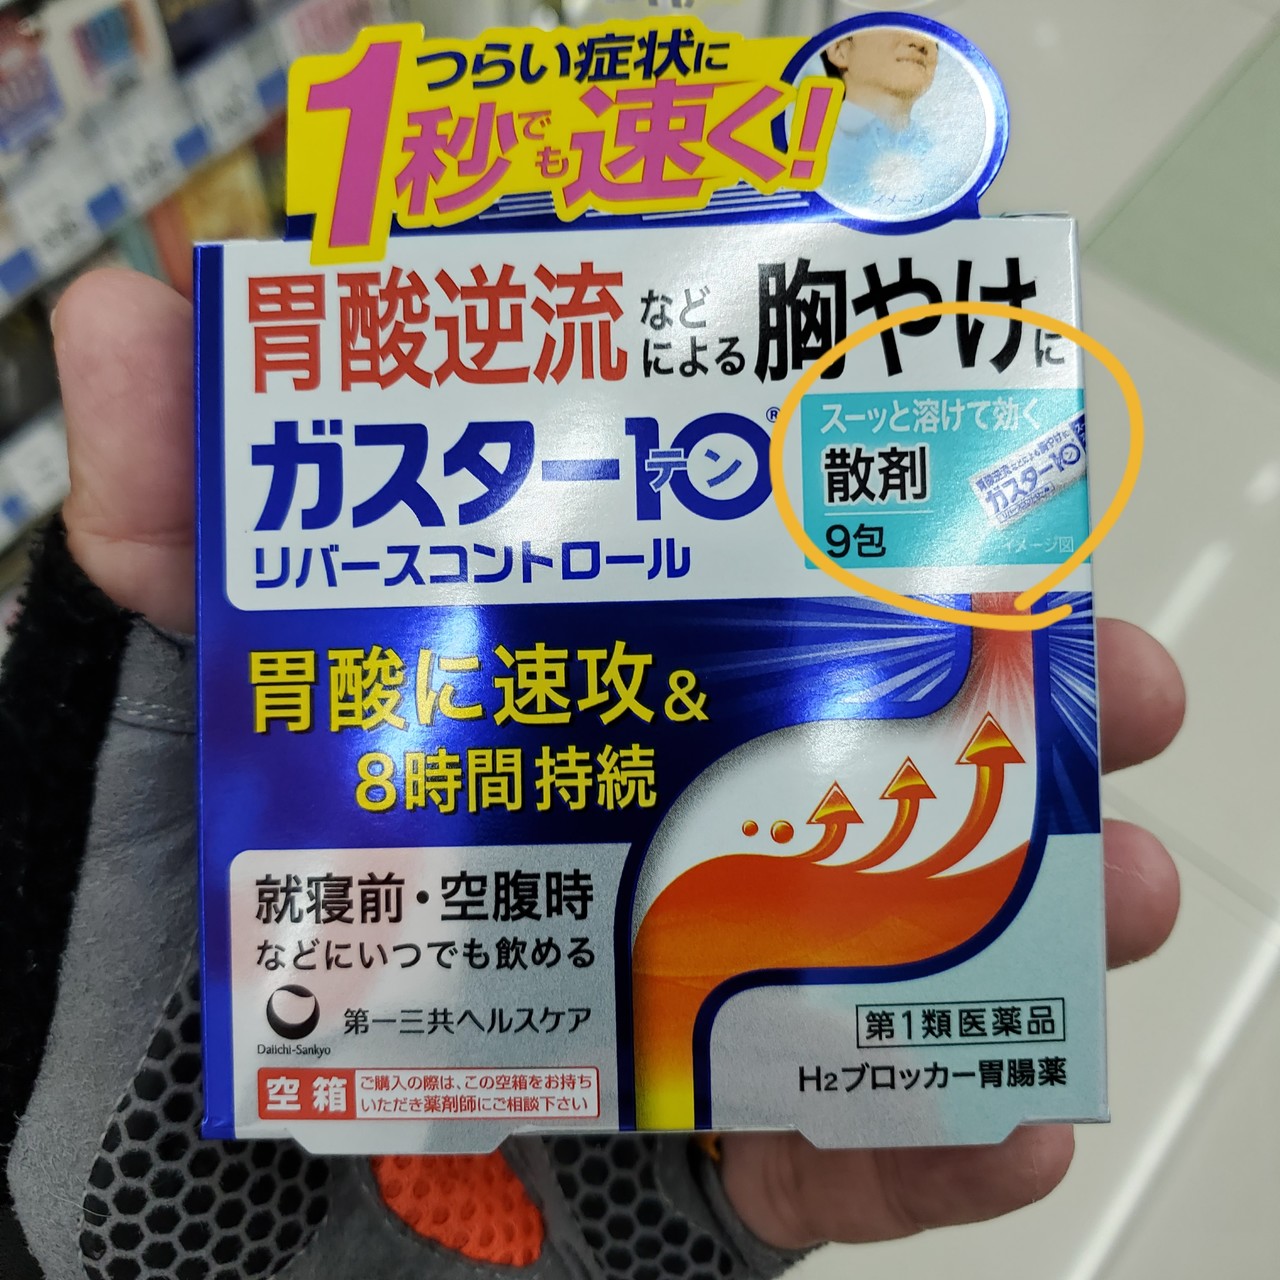 つらい症状に
1秒でも速く!
イメージ
胃酸逆流などによる胸やけに
ガスター10®
テン
リバースコントロール
スーッと溶けて効く
散剤
9包
ガスター10
イメージ図
胃酸に速攻&
8時間持続
就寝前・空腹時
などにいつでも飲める
第一三共ヘルスケア
Daiichi-Sankyo
空箱
ご購入の際は、この空箱をお持ち
いただき薬剤師にご相談下さい
第1類医薬品
H2ブロッカー胃腸薬